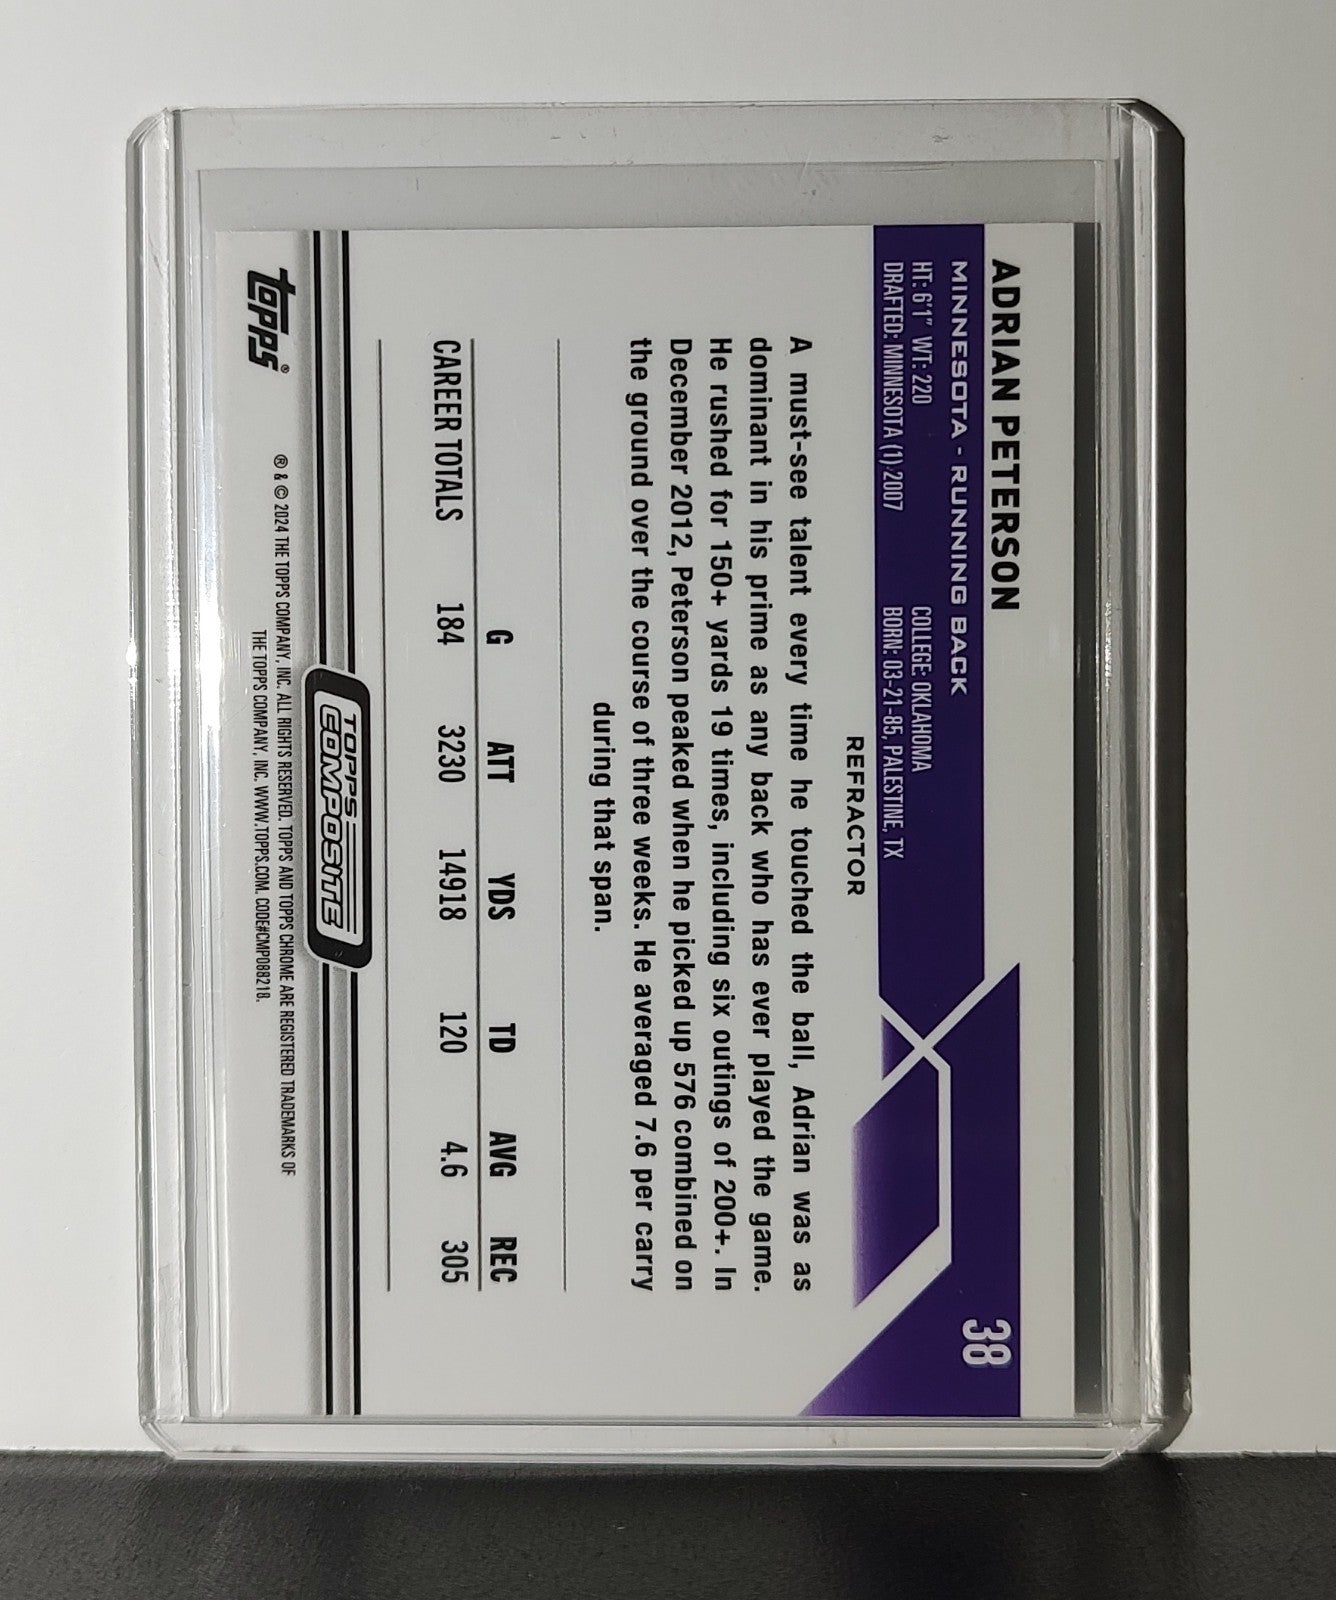 ADRIAN PETERSON
38
MINNESOTA - RUNNING BACK
HT: 6'1" WT: 220
COLLEGE: OKLAHOMA
DRAFTED: MINNESOTA (1) 2007
BORN: 03-21-85, PALESTINE, TX
REFRACTOR
A must-see talent every time he touched the ball, Adrian was as
dominant in his prime as any back who has ever played the game.
He rushed for 150+ yards 19 times, including six outings of 200+. In
December 2012, Peterson peaked when he picked up 576 combined on
the ground over the course of three weeks. He averaged 7.6 per carry
during that span.
G ATT YDS TD AVG REC
CAREER TOTALS 184 3230 14918 120 4.6 305
TOPPS
COMPOSITE
topps®
® & © 2024 THE TOPPS COMPANY, INC. ALL RIGHTS RESERVED. TOPPS AND TOPPS CHROME ARE REGISTERED TRADEMARKS OF
THE TOPPS COMPANY, INC. WWW.TOPPS.COM. CODE#CMP088218.